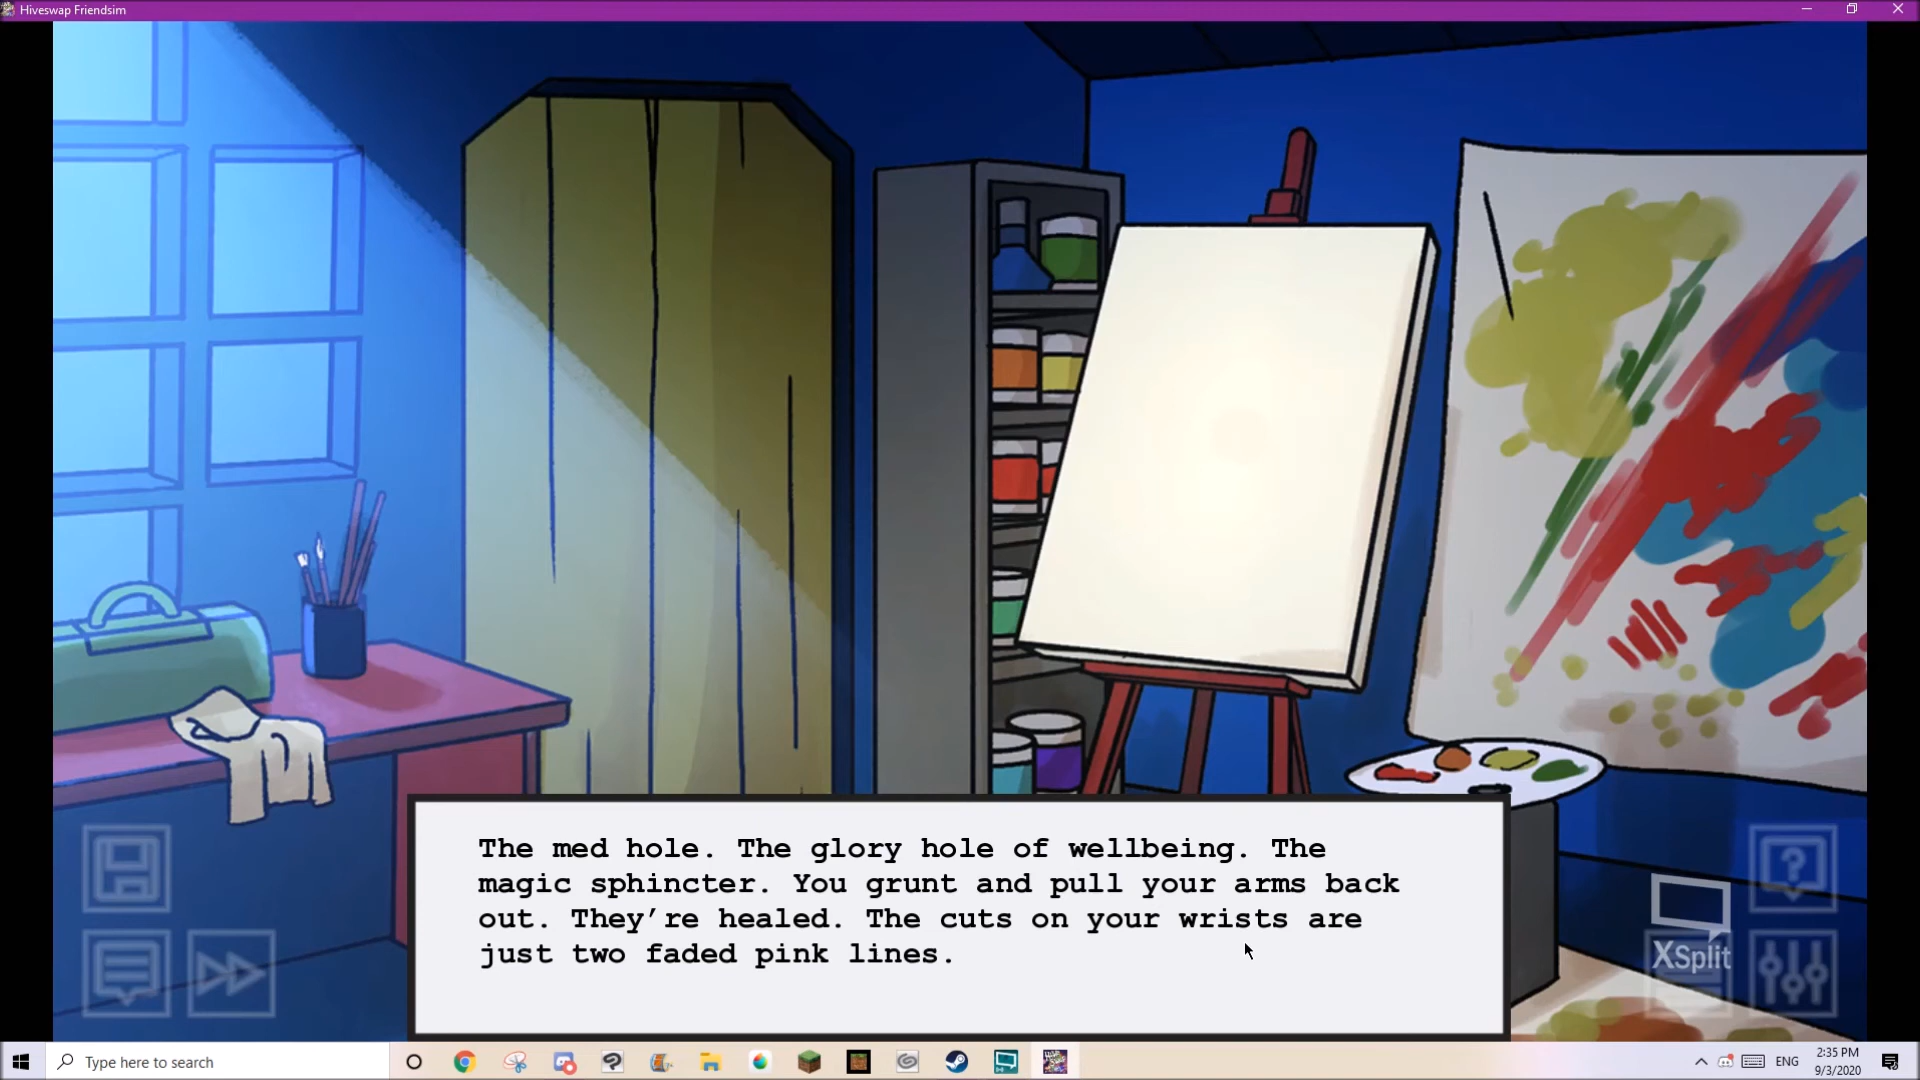 Hiveswap Friendsim
The med hole. The glory hole of wellbeing. The
magic sphincter. You grunt and pull your arms back
out. They’re healed. The cuts on your wrists are
just two faded pink lines.
?
XSplit
Type here to search
ENG
2:35 PM
9/3/2020